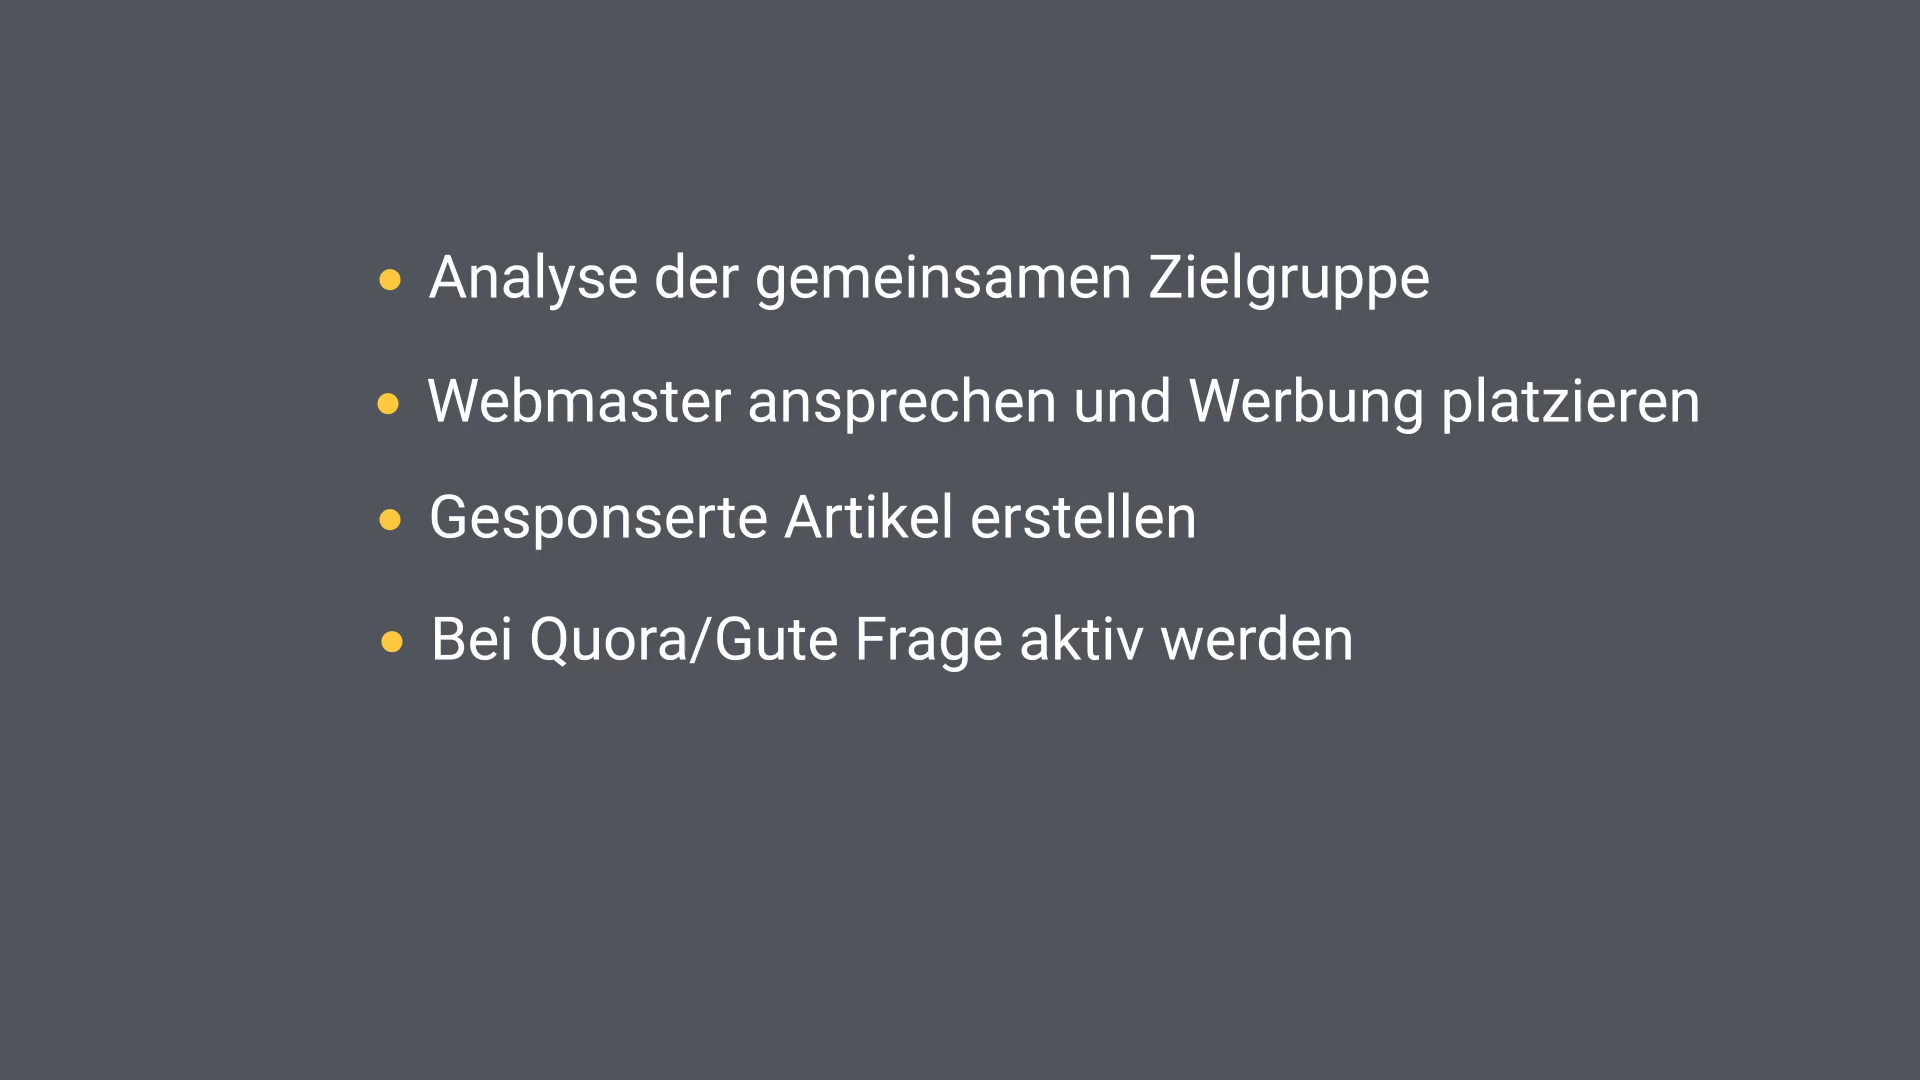 Analyse der gemeinsamen Zielgruppe
Webmaster ansprechen und Werbung platzieren
Gesponserte Artikel erstellen
Bei Quora/Gute Frage aktiv werden